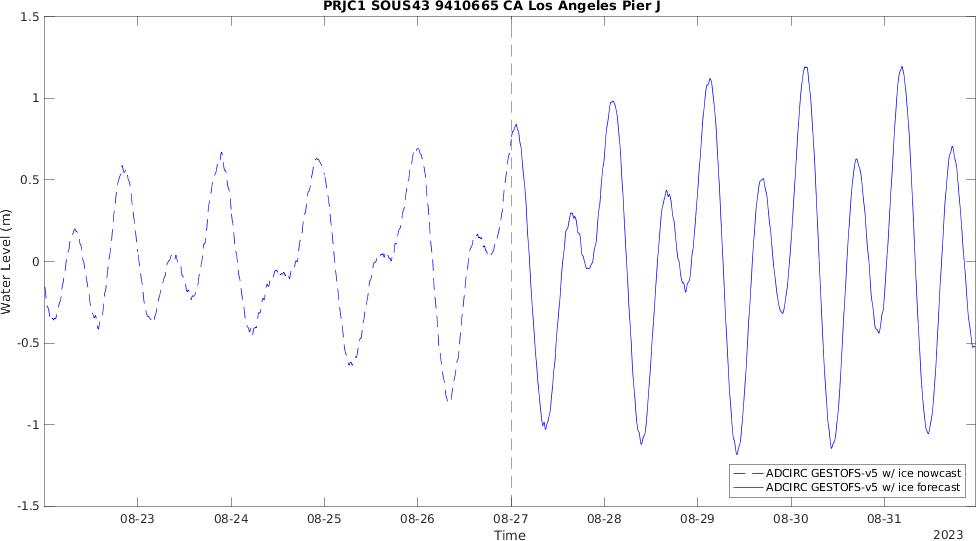 PRJC1 SOUS43 9410665 CA Los Angeles Pier J
1.5
1
0.5
0
-0.5
-1
-1.5
Water Level (m)
ADCIRC GESTOFS-v5 w/ ice nowcast
ADCIRC GESTOFS-v5 w/ ice forecast
08-23 08-24 08-25 08-26 08-27 08-28 08-29 08-30 08-31
Time
2023